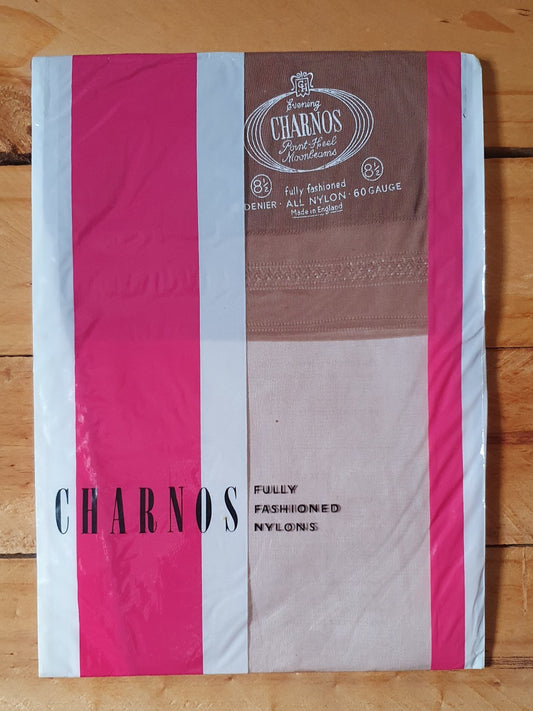 Evening
CHARNOS
Point Heel
Moonbeams
8½ 8½
fully fashioned
DENIER · ALL NYLON · 60 GAUGE
Made in England
CHARNOS
FULLY
FASHIONED
NYLONS